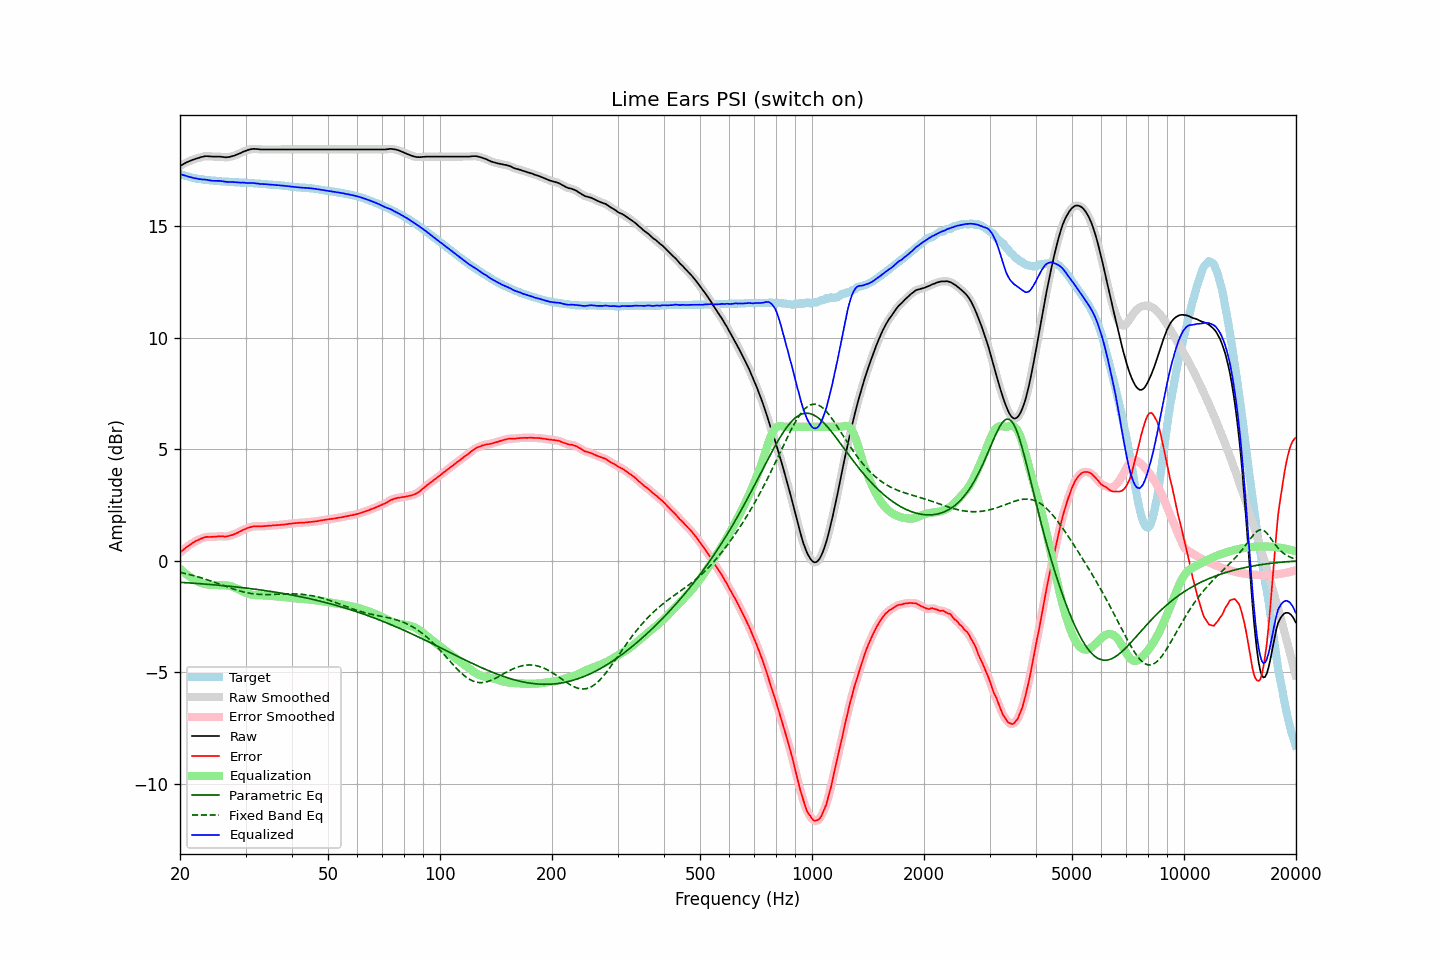 Lime Ears PSI (switch on)
Amplitude (dBr)
15
10
5
0
−5
−10
Target
Raw Smoothed
Error Smoothed
Raw
Error
Equalization
Parametric Eq
Fixed Band Eq
Equalized
20 50 100 200 500 1000 2000 5000 10000 20000
Frequency (Hz)